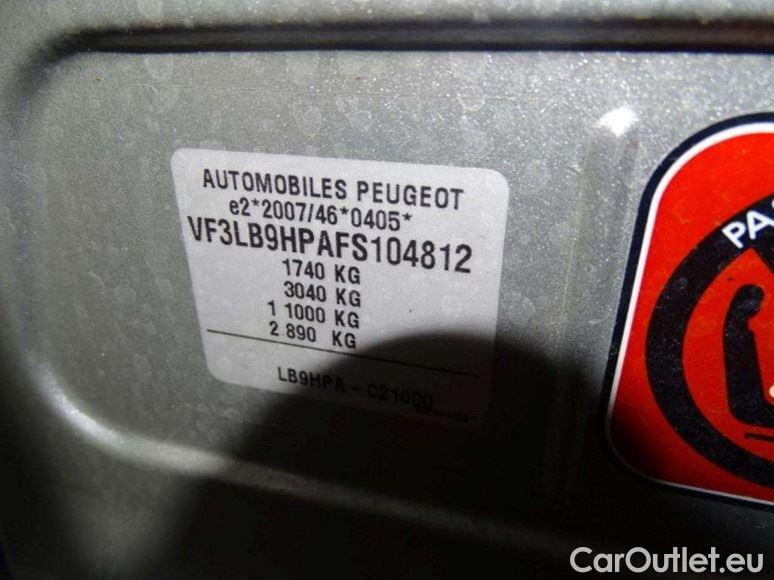 AUTOMOBILES PEUGEOT
e2*2007/46*0405*
VF3LB9HPAFS104812
1740 KG
3040 KG
1 1000 KG
2 890 KG
LB9HPA - C21000
PA
CarOutlet.eu